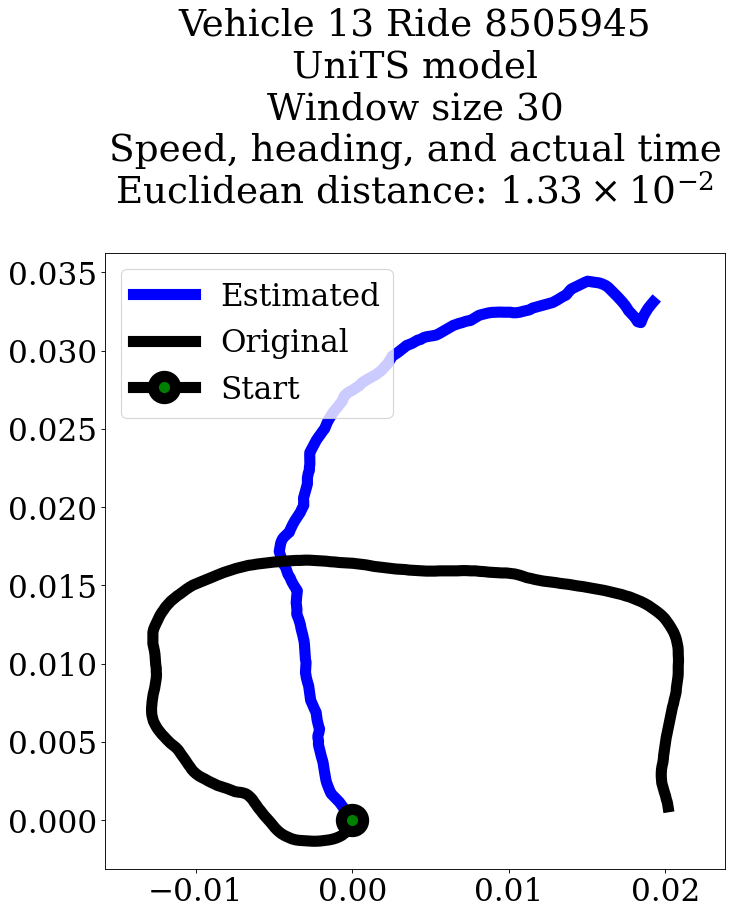 Vehicle 13 Ride 8505945
UniTS model
Window size 30
Speed, heading, and actual time
Euclidean distance: 1.33 × 10⁻²
Estimated
Original
Start
0.035
0.030
0.025
0.020
0.015
0.010
0.005
0.000
−0.01 0.00 0.01 0.02